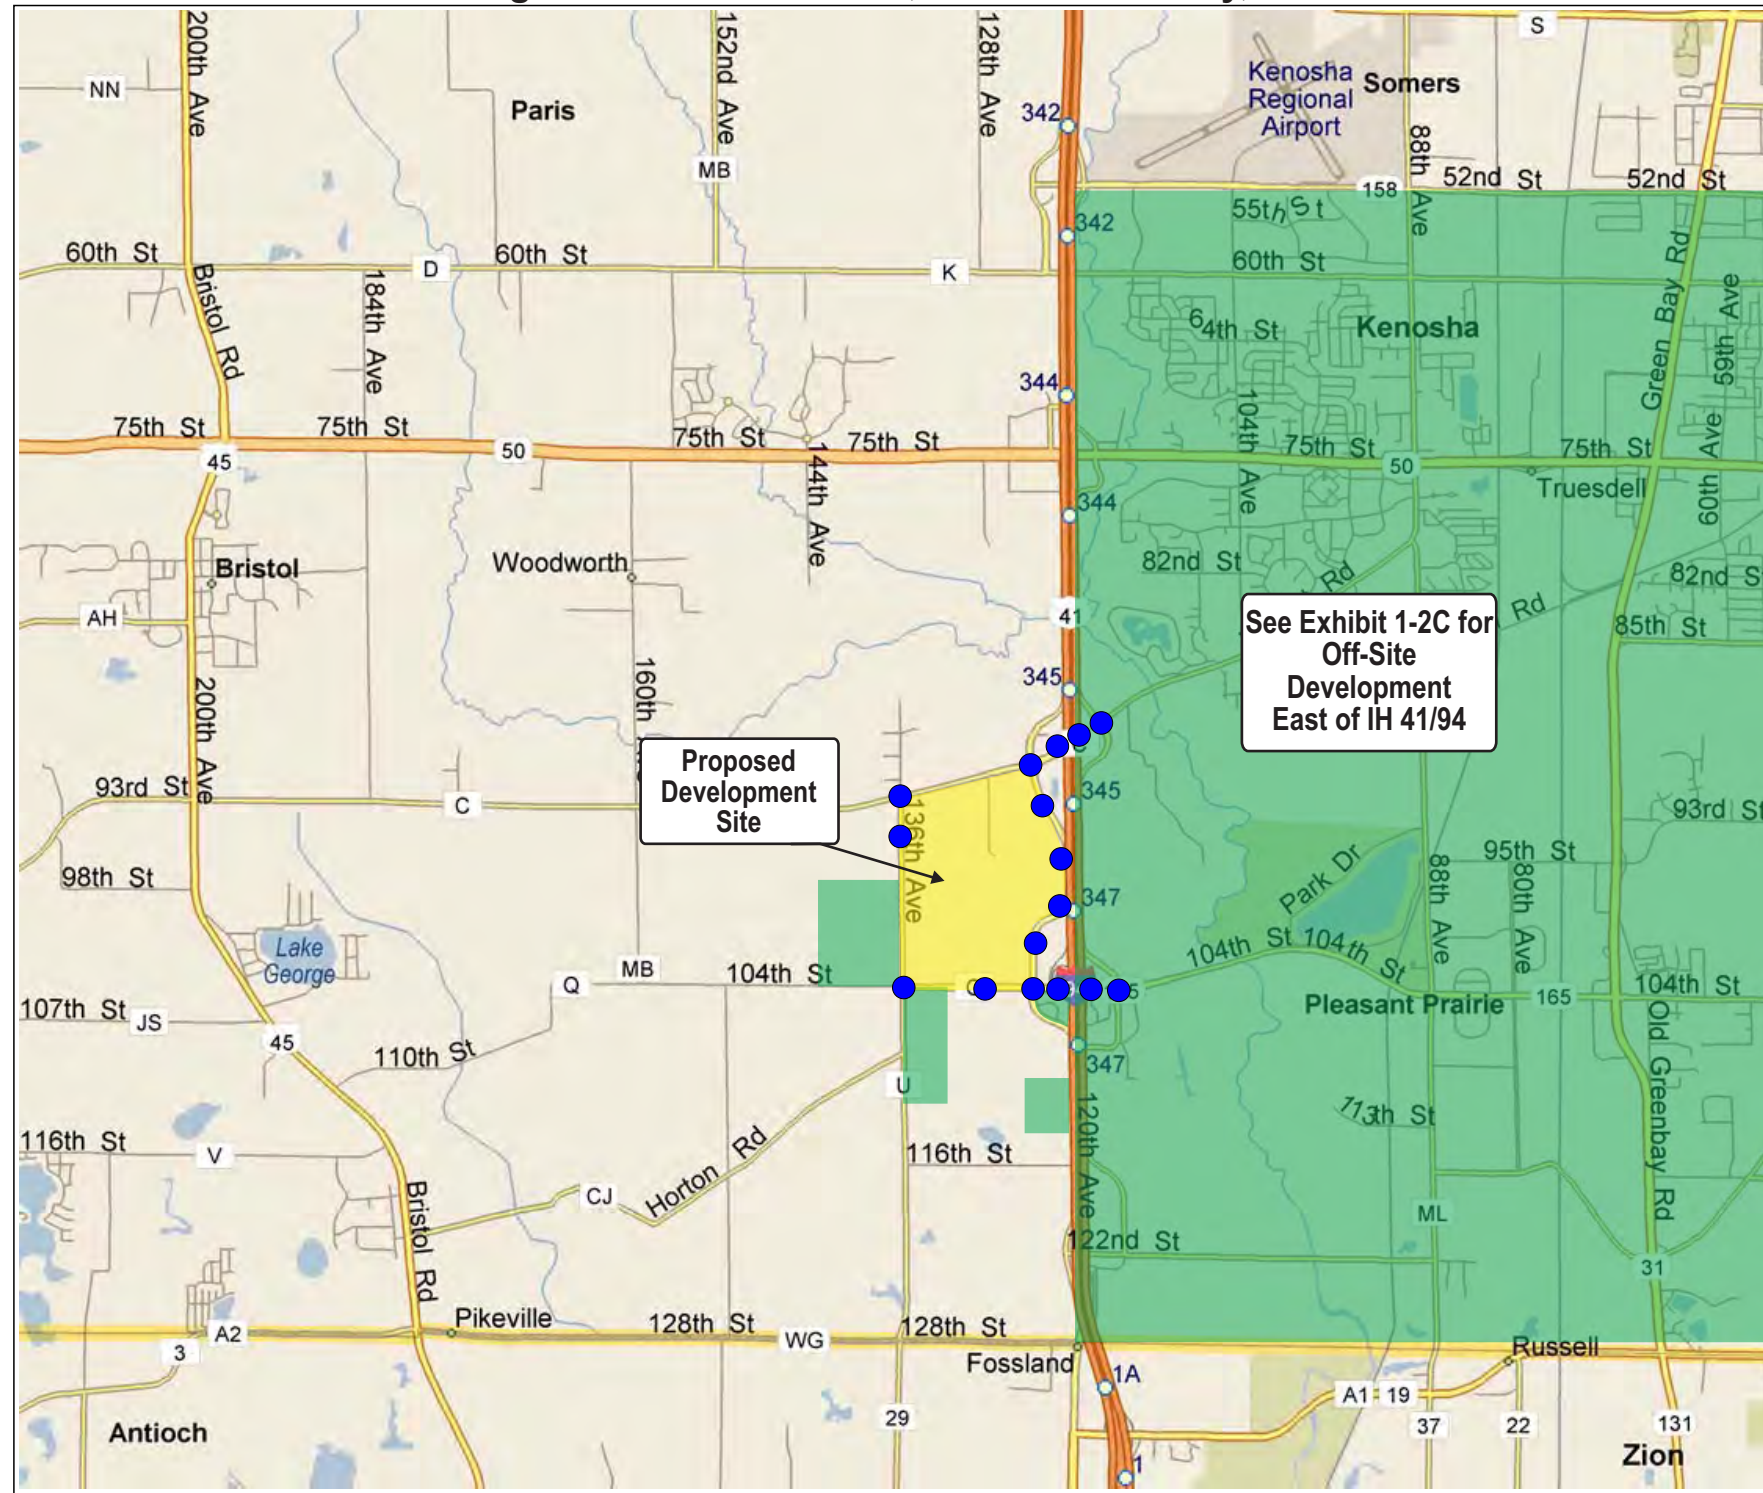 S
NN
200th Ave
152nd Ave
128th Ave
Kenosha
Regional
Airport
Somers
Paris
342
MB
88th Ave
158
52nd St
52nd St
55th St
342
60th St
D
60th St
K
60th St
Bristol Rd
184th Ave
64th St
Kenosha
Green Bay Rd
59th Ave
344
104th Ave
75th St
75th St
50
75th St
75th St
75th St
50
75th St
45
144th Ave
Truesdell
60th Ave
344
Bristol
Woodworth
82nd St
Rd
82nd S
AH
41
Rd
85th St
See Exhibit 1-2C for
Off-Site
Development
East of IH 41/94
160th
345
200th Ave
Proposed
Development
Site
93rd St
C
136th Ave
345
93rd St
98th St
Park Dr
88th Ave
95th St
80th Ave
347
Lake
George
Q
MB
104th St
104th St
104th St
165
104th St
107th St
JS
45
110th St
Pleasant Prairie
Old Greenbay Rd
U
347
120th Ave
113th St
116th St
V
116th St
Horton Rd
CJ
Bristol Rd
ML
122nd St
31
A2
3
Pikeville
128th St
WG
128th St
Fossland
Russell
1A
A1
19
Antioch
29
37
22
131
Zion
1